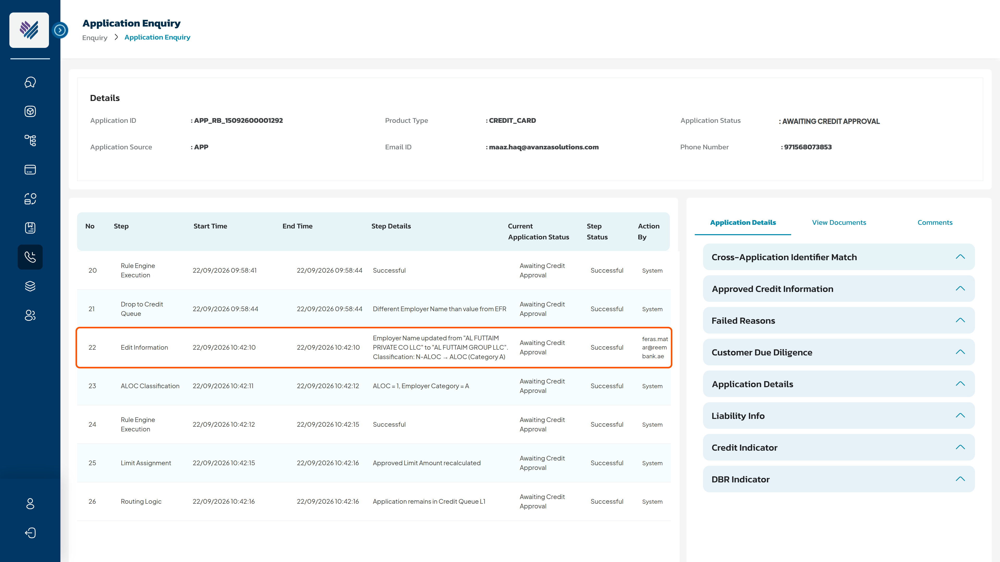 Application Enquiry
Enquiry > Application Enquiry
Details
Application ID : APP_RB_15092600001292 Product Type : CREDIT_CARD Application Status : AWAITING CREDIT APPROVAL
Application Source : APP Email ID : maaz.haq@avanzasolutions.com Phone Number : 971568073853
No Step Start Time End Time Step Details Current Application Status Step Status Action By
20 Rule Engine Execution 22/09/2026 09:58:41 22/09/2026 09:58:44 Successful Awaiting Credit Approval Successful System
21 Drop to Credit Queue 22/09/2026 09:58:44 22/09/2026 09:58:44 Different Employer Name than value from EFR Awaiting Credit Approval Successful System
22 Edit Information 22/09/2026 10:42:10 22/09/2026 10:42:10 Employer Name updated from "AL FUTTAIM PRIVATE CO LLC" to "AL FUTTAIM GROUP LLC". Classification: N-ALOC → ALOC (Category A) Awaiting Credit Approval Successful feras.matar@reembank.ae
23 ALOC Classification 22/09/2026 10:42:11 22/09/2026 10:42:12 ALOC = 1, Employer Category = A Awaiting Credit Approval Successful System
24 Rule Engine Execution 22/09/2026 10:42:12 22/09/2026 10:42:15 Successful Awaiting Credit Approval Successful System
25 Limit Assignment 22/09/2026 10:42:15 22/09/2026 10:42:16 Approved Limit Amount recalculated Awaiting Credit Approval Successful System
26 Routing Logic 22/09/2026 10:42:16 22/09/2026 10:42:16 Application remains in Credit Queue L1 Awaiting Credit Approval Successful System
Application Details View Documents Comments
Cross-Application Identifier Match
Approved Credit Information
Failed Reasons
Customer Due Diligence
Application Details
Liability Info
Credit Indicator
DBR Indicator